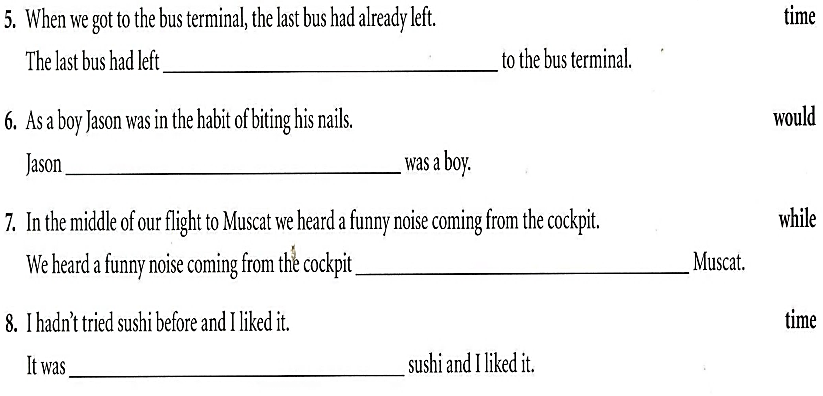 5. When we got to the bus terminal, the last bus had already left. time
The last bus had left ______ to the bus terminal.
6. As a boy Jason was in the habit of biting his nails. would
Jason ______ was a boy.
7. In the middle of our flight to Muscat we heard a funny noise coming from the cockpit. while
We heard a funny noise coming from the cockpit ______ Muscat.
8. I hadn't tried sushi before and I liked it. time
It was ______ sushi and I liked it.